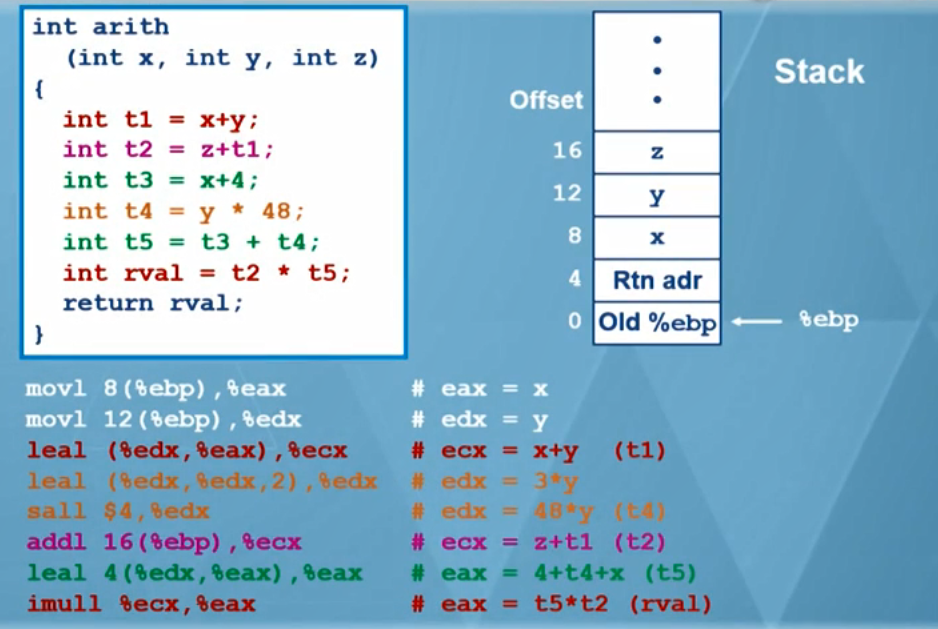 int arith
(int x, int y, int z)
{
int t1 = x+y;
int t2 = z+t1;
int t3 = x+4;
int t4 = y * 48;
int t5 = t3 + t4;
int rval = t2 * t5;
return rval;
}
Stack
Offset
16 z
12 y
8 x
4 Rtn adr
0 Old %ebp %ebp
movl 8(%ebp),%eax # eax = x
movl 12(%ebp),%edx # edx = y
leal (%edx,%eax),%ecx # ecx = x+y (t1)
leal (%edx,%edx,2),%edx # edx = 3*y
sall $4,%edx # edx = 48*y (t4)
addl 16(%ebp),%ecx # ecx = z+t1 (t2)
leal 4(%edx,%eax),%eax # eax = 4+t4+x (t5)
imull %ecx,%eax # eax = t5*t2 (rval)